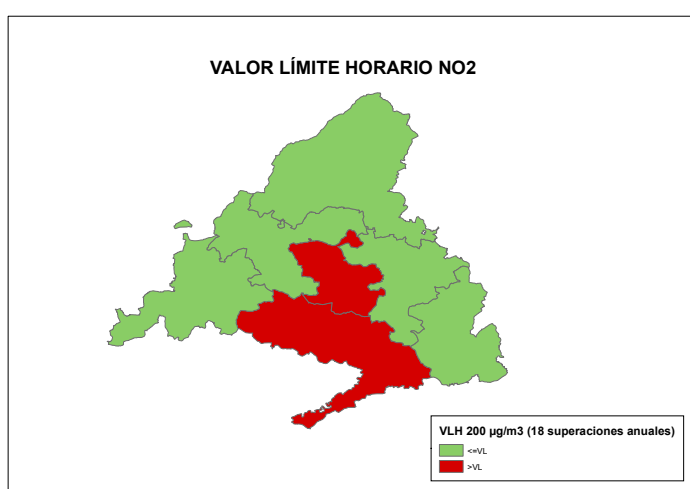 VALOR LÍMITE HORARIO NO2
VLH 200 µg/m3 (18 superaciones anuales)
<=VL
>VL